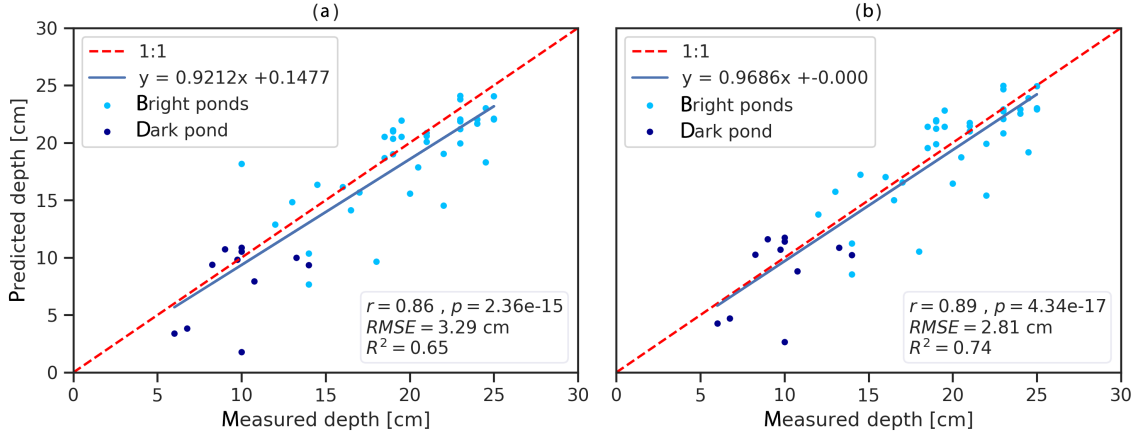 (a)
30
25
20
15
10
5
0
0 5 10 15 20 25 30
Predicted depth [cm]
Measured depth [cm]
1:1
y = 0.9212x +0.1477
Bright ponds
Dark pond
r = 0.86 , p = 2.36e-15
RMSE = 3.29 cm
R² = 0.65
(b)
0 5 10 15 20 25 30
Measured depth [cm]
1:1
y = 0.9686x +-0.000
Bright ponds
Dark pond
r = 0.89 , p = 4.34e-17
RMSE = 2.81 cm
R² = 0.74